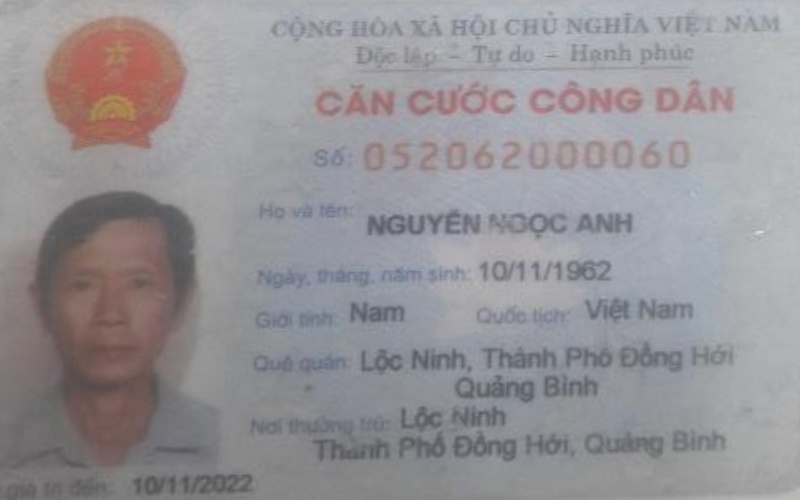 CỘNG HÒA XÃ HỘI CHỦ NGHĨA VIỆT NAM
Độc lập - Tự do - Hạnh phúc
CĂN CƯỚC CÔNG DÂN
Số: 052062000060
Họ và tên: NGUYỄN NGỌC ANH
Ngày, tháng, năm sinh: 10/11/1962
Giới tính: Nam Quốc tịch: Việt Nam
Quê quán: Lộc Ninh, Thành Phố Đồng Hới
Quảng Bình
Nơi thường trú: Lộc Ninh
Thành Phố Đồng Hới, Quảng Bình
giá trị đến: 10/11/2022